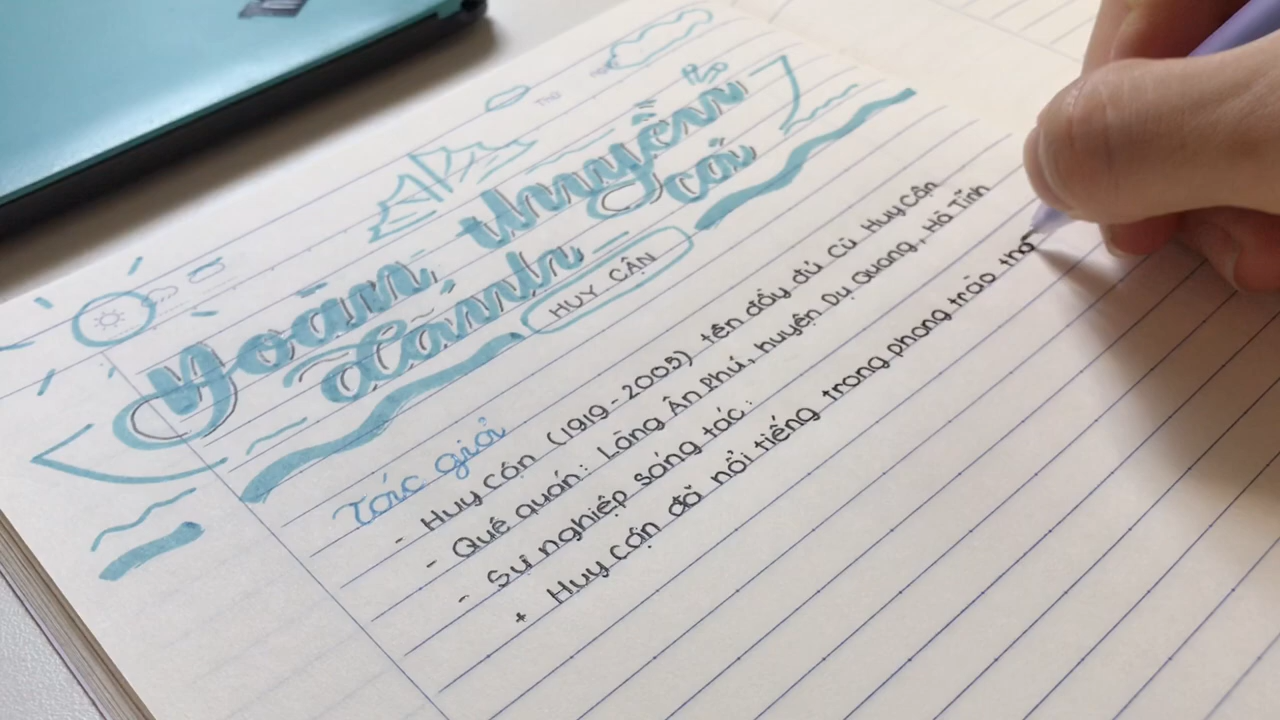 Thứ
Đoàn thuyền
đánh cá
HUY CẬN
Tác giả
- Huy Cận (1919 - 2005) tên đầy đủ Cù Huy Cận
- Quê quán: Làng Ân Phú, huyện Vụ Quang, Hà Tĩnh
- Sự nghiệp sáng tác:
+ Huy Cận đã nổi tiếng trong phong trào thơ